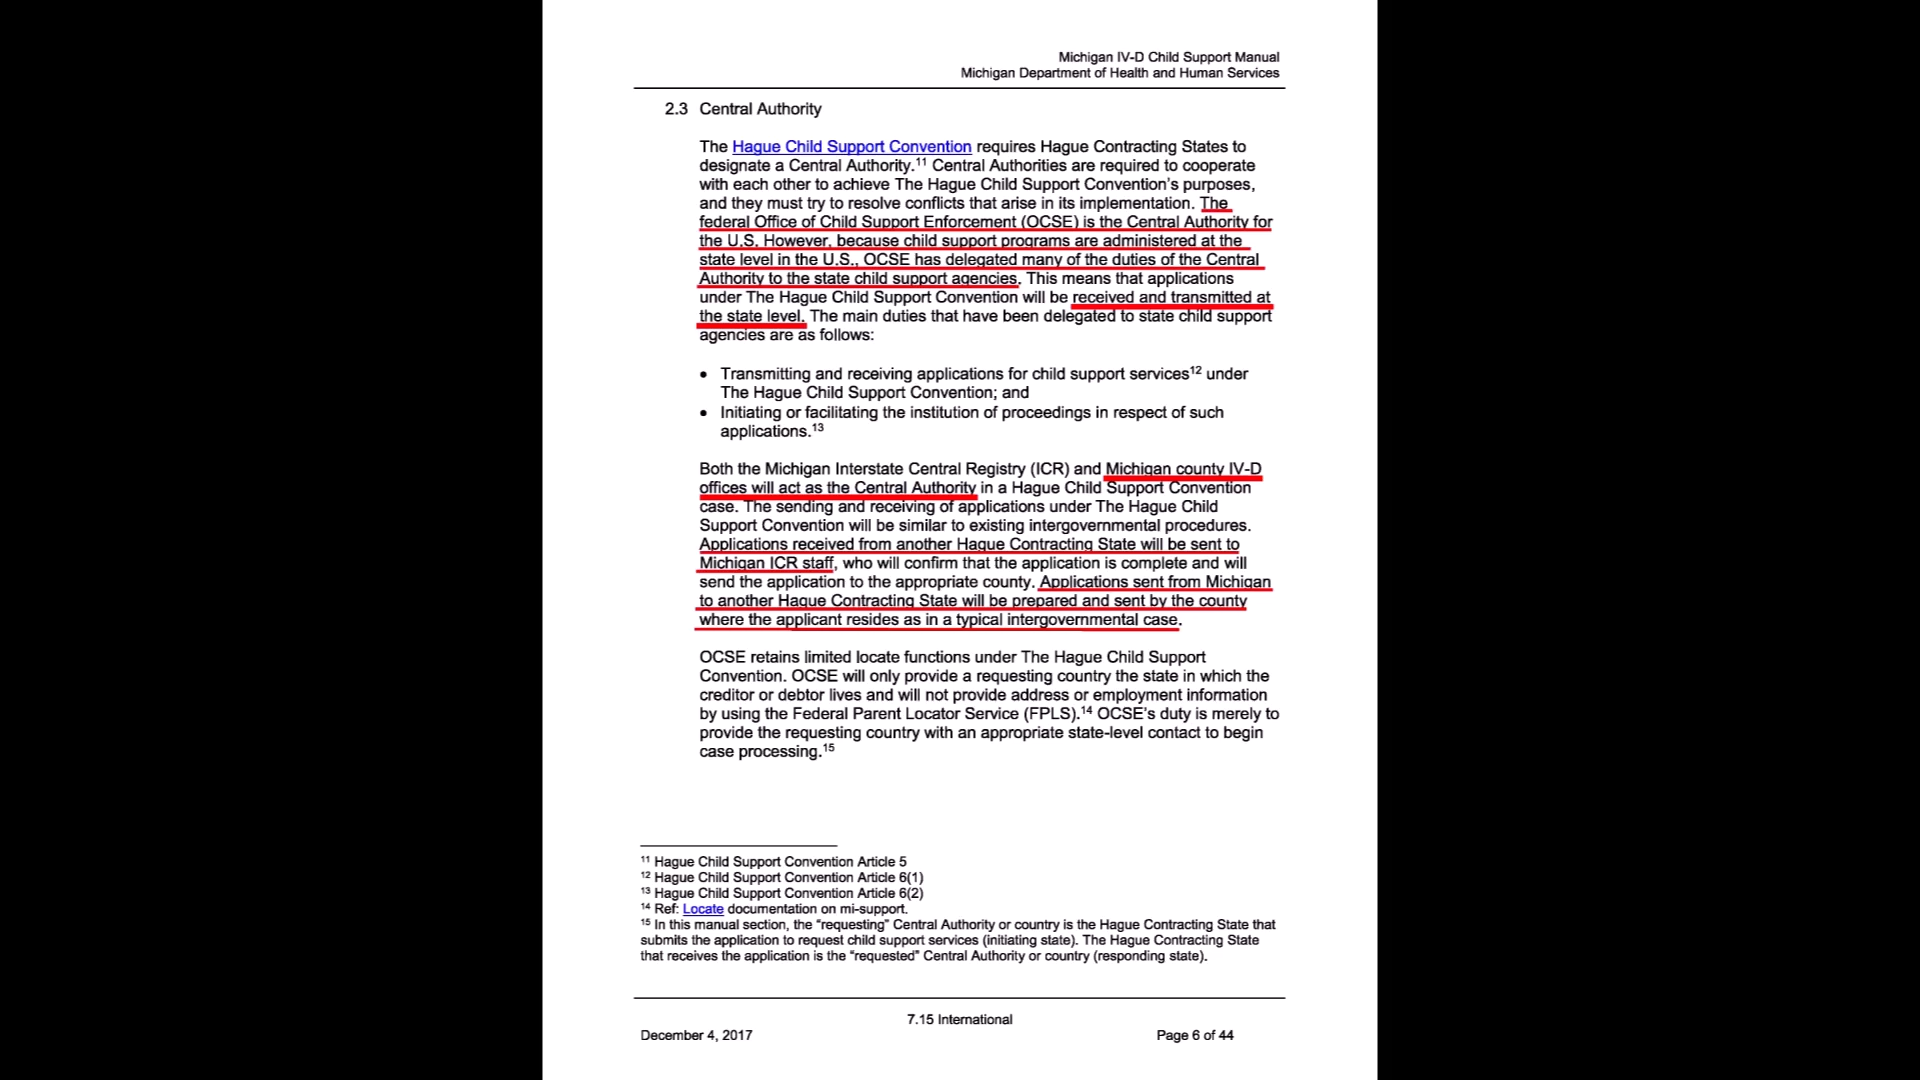 Michigan IV-D Child Support Manual
Michigan Department of Health and Human Services
2.3 Central Authority
The Hague Child Support Convention requires Hague Contracting States to
designate a Central Authority.¹¹ Central Authorities are required to cooperate
with each other to achieve The Hague Child Support Convention's purposes,
and they must try to resolve conflicts that arise in its implementation. The
federal Office of Child Support Enforcement (OCSE) is the Central Authority for
the U.S. However, because child support programs are administered at the
state level in the U.S., OCSE has delegated many of the duties of the Central
Authority to the state child support agencies. This means that applications
under The Hague Child Support Convention will be received and transmitted at
the state level. The main duties that have been delegated to state child support
agencies are as follows:
• Transmitting and receiving applications for child support services¹² under
The Hague Child Support Convention; and
• Initiating or facilitating the institution of proceedings in respect of such
applications.¹³
Both the Michigan Interstate Central Registry (ICR) and Michigan county IV-D
offices will act as the Central Authority in a Hague Child Support Convention
case. The sending and receiving of applications under The Hague Child
Support Convention will be similar to existing intergovernmental procedures.
Applications received from another Hague Contracting State will be sent to
Michigan ICR staff, who will confirm that the application is complete and will
send the application to the appropriate county. Applications sent from Michigan
to another Hague Contracting State will be prepared and sent by the county
where the applicant resides as in a typical intergovernmental case.
OCSE retains limited locate functions under The Hague Child Support
Convention. OCSE will only provide a requesting country the state in which the
creditor or debtor lives and will not provide address or employment information
by using the Federal Parent Locator Service (FPLS).¹⁴ OCSE's duty is merely to
provide the requesting country with an appropriate state-level contact to begin
case processing.¹⁵
¹¹ Hague Child Support Convention Article 5
¹² Hague Child Support Convention Article 6(1)
¹³ Hague Child Support Convention Article 6(2)
¹⁴ Ref: Locate documentation on mi-support.
¹⁵ In this manual section, the "requesting" Central Authority or country is the Hague Contracting State that
submits the application to request child support services (initiating state). The Hague Contracting State
that receives the application is the "requested" Central Authority or country (responding state).
7.15 International
December 4, 2017 Page 6 of 44